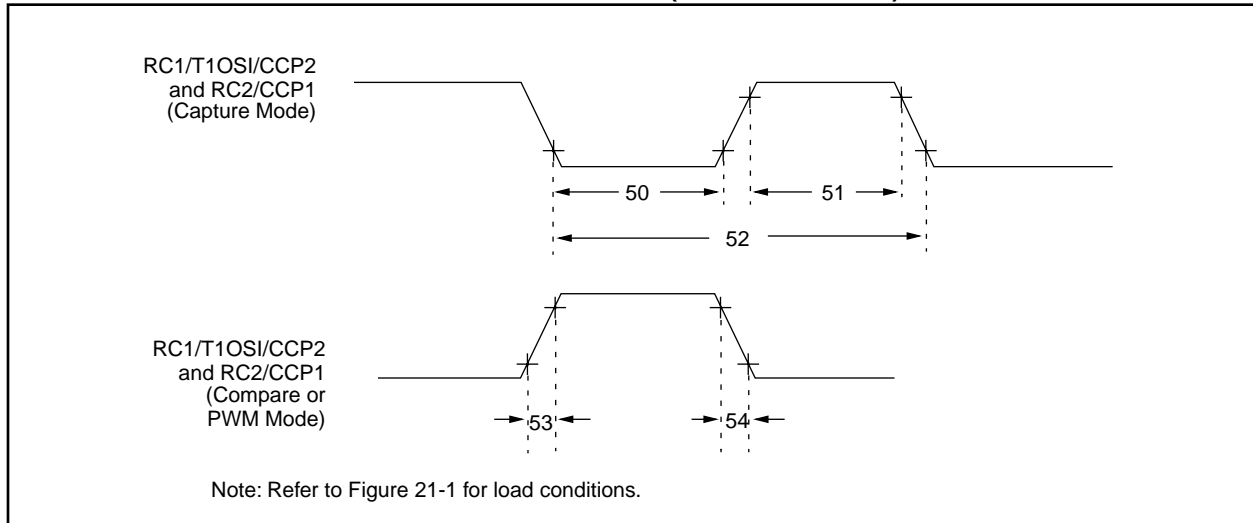 RC1/T1OSI/CCP2
and RC2/CCP1
(Capture Mode)
50
51
52
RC1/T1OSI/CCP2
and RC2/CCP1
(Compare or
PWM Mode)
53
54
Note: Refer to Figure 21-1 for load conditions.